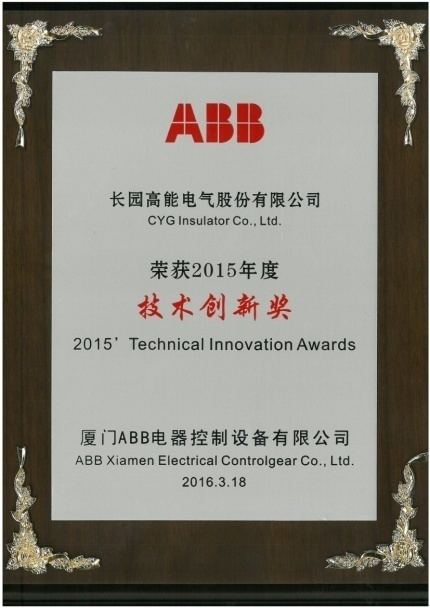 ABB
长园高能电气股份有限公司
CYG Insulator Co., Ltd.
荣获2015年度
技术创新奖
2015’ Technical Innovation Awards
厦门ABB电器控制设备有限公司
ABB Xiamen Electrical Controlgear Co., Ltd.
2016.3.18